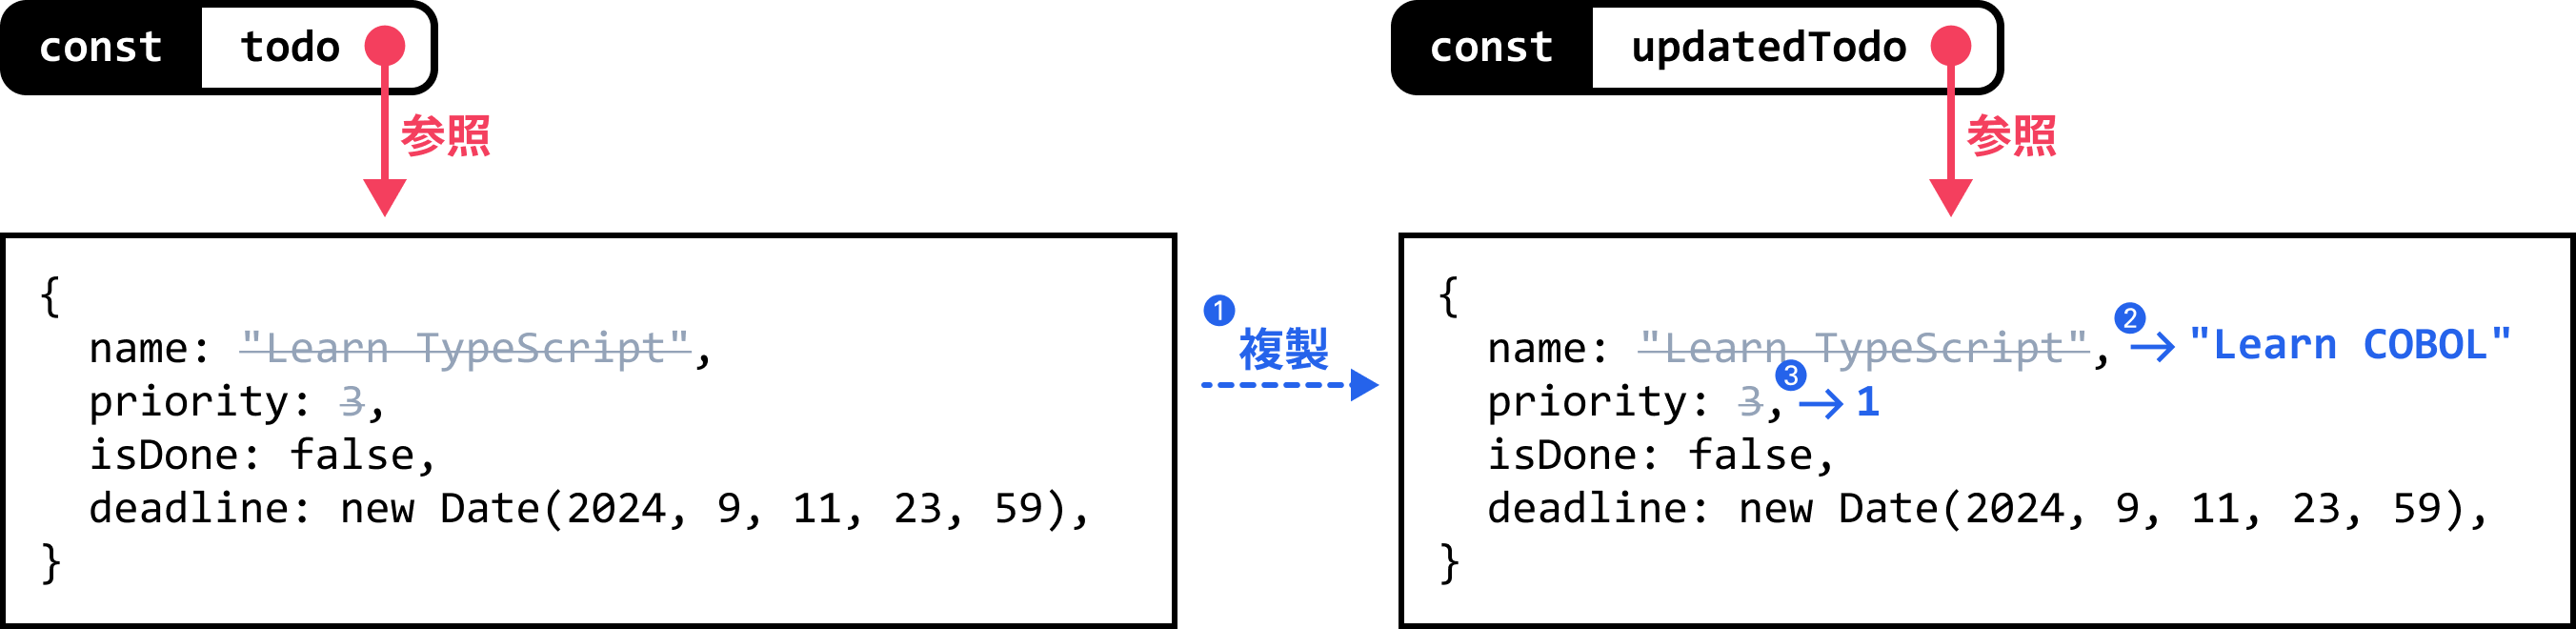 const todo
参照
{
name: "Learn TypeScript",
priority: 3,
isDone: false,
deadline: new Date(2024, 9, 11, 23, 59),
}
1
複製
const updatedTodo
参照
{
name: "Learn TypeScript", 2 → "Learn COBOL"
priority: 3, 3 → 1
isDone: false,
deadline: new Date(2024, 9, 11, 23, 59),
}